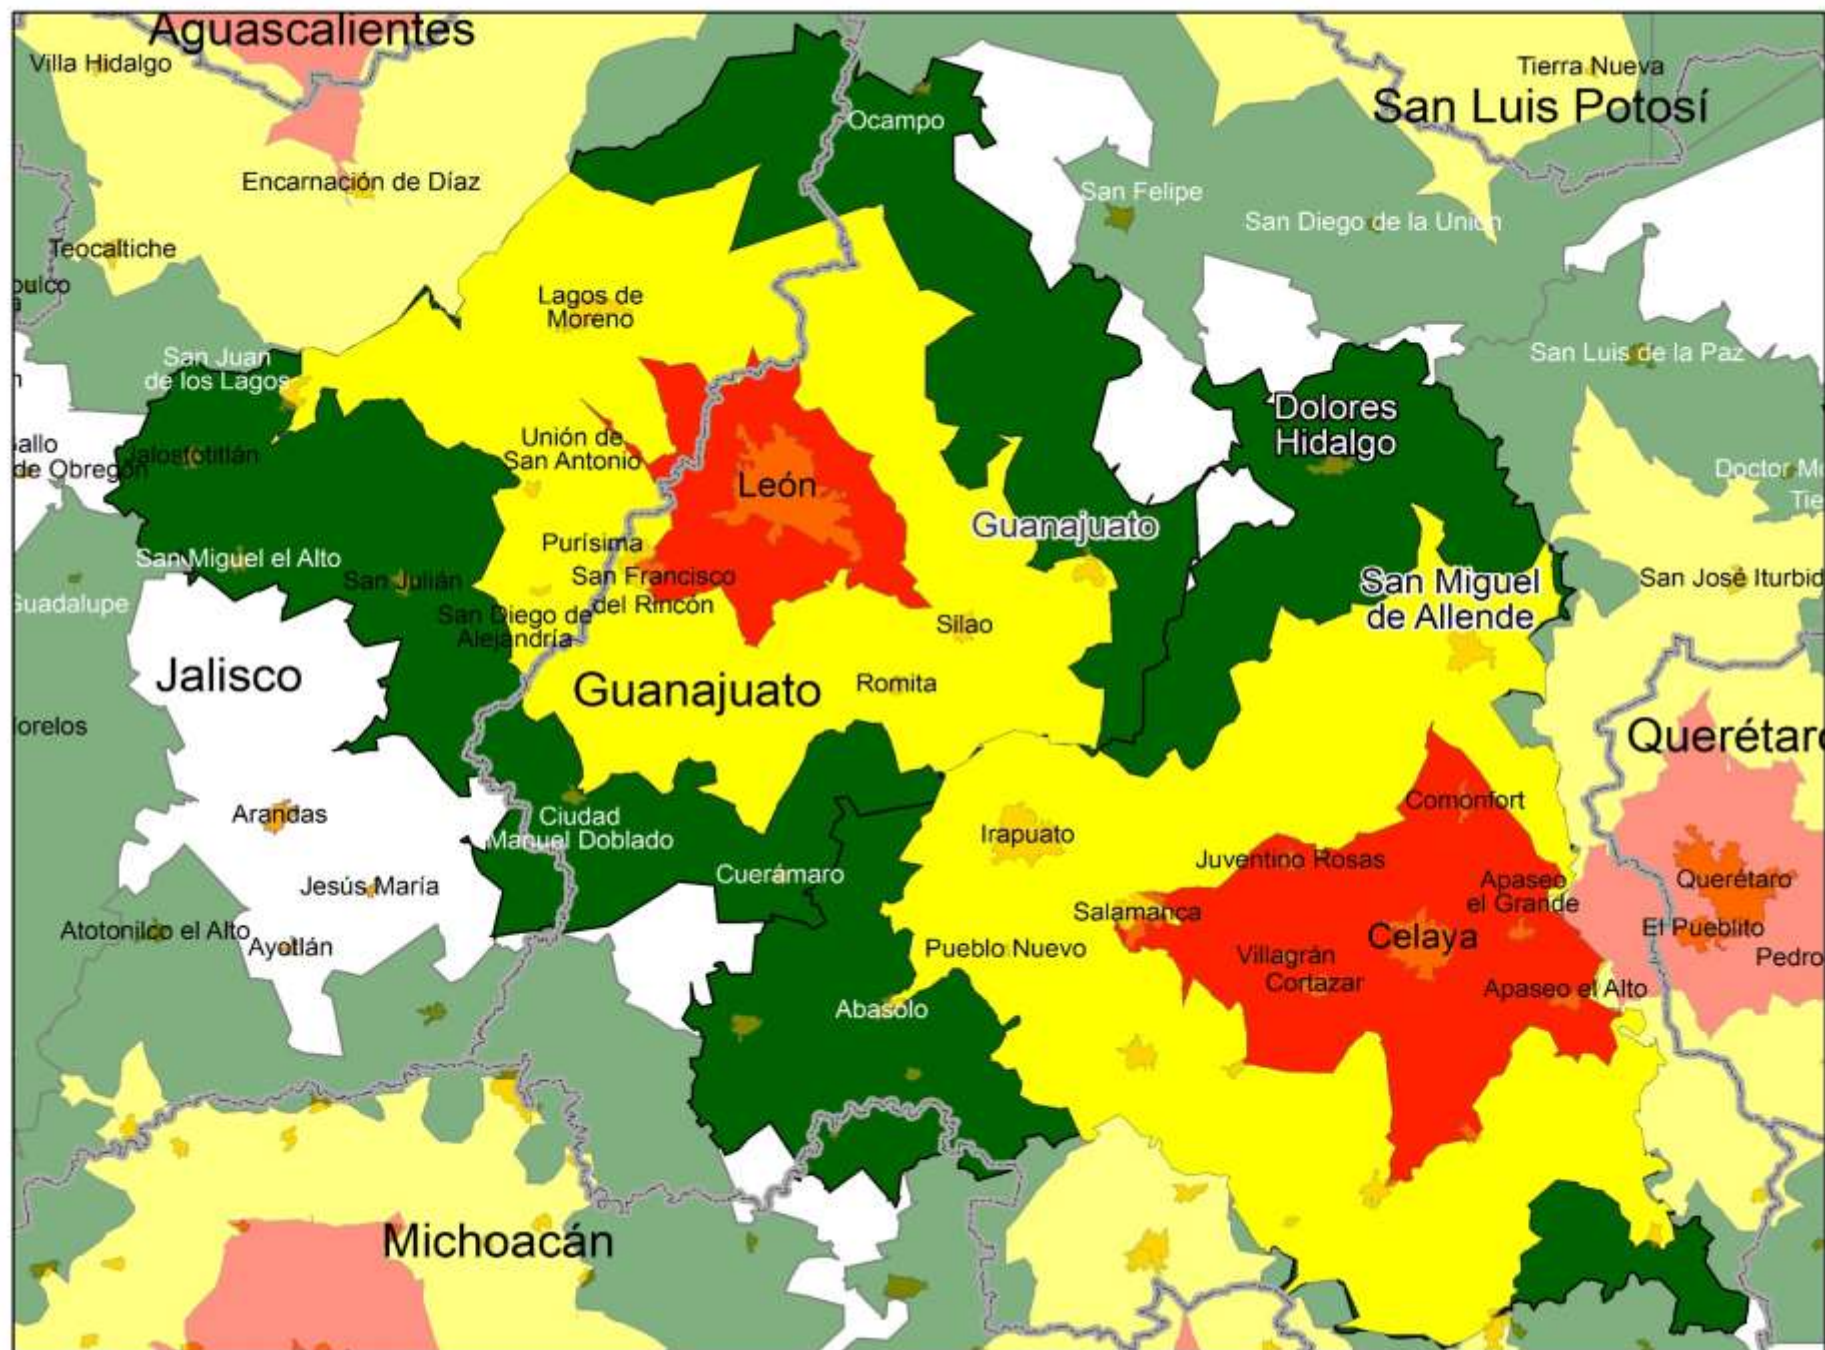 Aguascalientes
Villa Hidalgo
Tierra Nueva
San Luis Potosí
Ocampo
Encarnación de Díaz
San Felipe
San Diego de la Unión
Teocaltiche
Lagos de
Moreno
San Juan
de los Lagos
San Luis de la Paz
Dolores
Hidalgo
Unión de
San Antonio
de Obregón
Jalostotitlán
León
Doctor
Guanajuato
Purísima
San Miguel el Alto
San Julián
San Francisco
del Rincón
San Miguel
de Allende
San José Iturbid
Guadalupe
San Diego de
Alejandría
Silao
Jalisco
Guanajuato
Romita
Querétaro
Arandas
Ciudad
Manuel Doblado
Irapuato
Comonfort
Juventino Rosas
Cuerámaro
Jesús María
Apaseo
el Grande
Querétaro
Salamanca
El Pueblito
Atotonilco el Alto
Ayotlán
Pueblo Nuevo
Celaya
Villagrán
Cortazar
Pedro
Apaseo el Alto
Abasolo
Michoacán